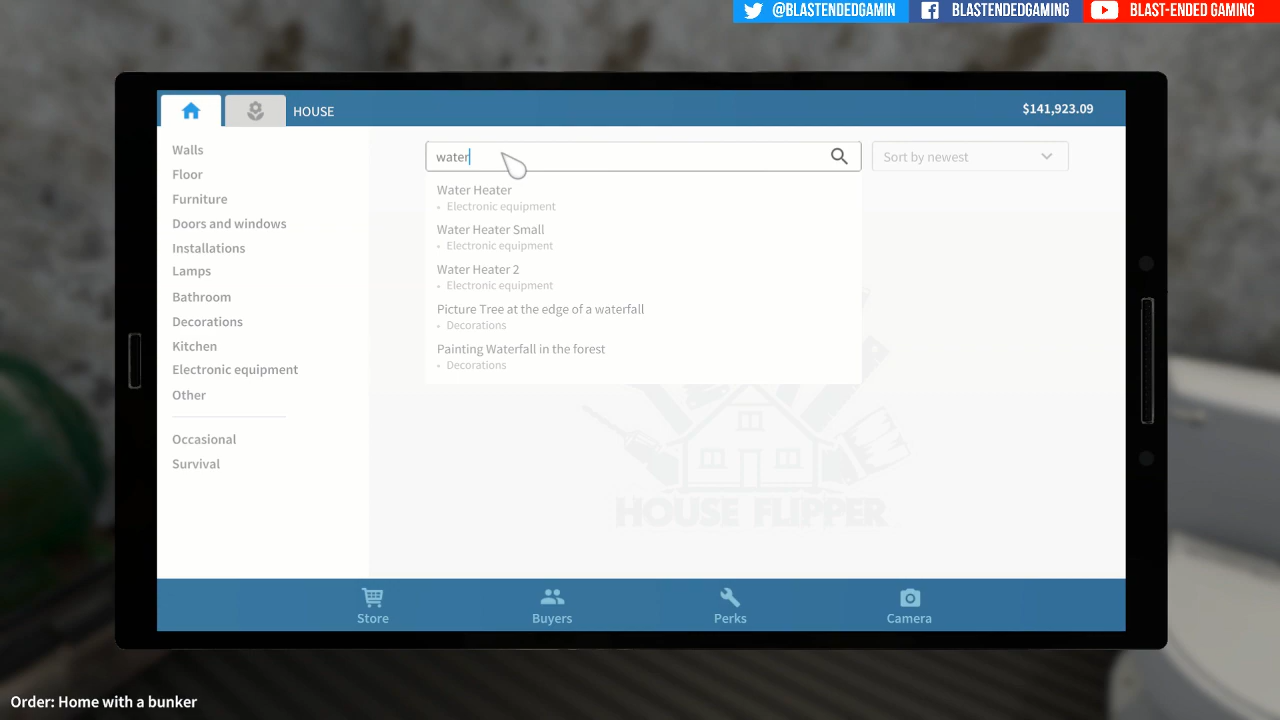 @BLASTENDEDGAMIN
BLASTENDEDGAMING
BLAST-ENDED GAMING
HOUSE
$141,923.09
Walls
Floor
Furniture
Doors and windows
Installations
Lamps
Bathroom
Decorations
Kitchen
Electronic equipment
Other
Occasional
Survival
water
Sort by newest
Water Heater
• Electronic equipment
Water Heater Small
• Electronic equipment
Water Heater 2
• Electronic equipment
Picture Tree at the edge of a waterfall
• Decorations
Painting Waterfall in the forest
• Decorations
HOUSE FLIPPER
Store
Buyers
Perks
Camera
Order: Home with a bunker